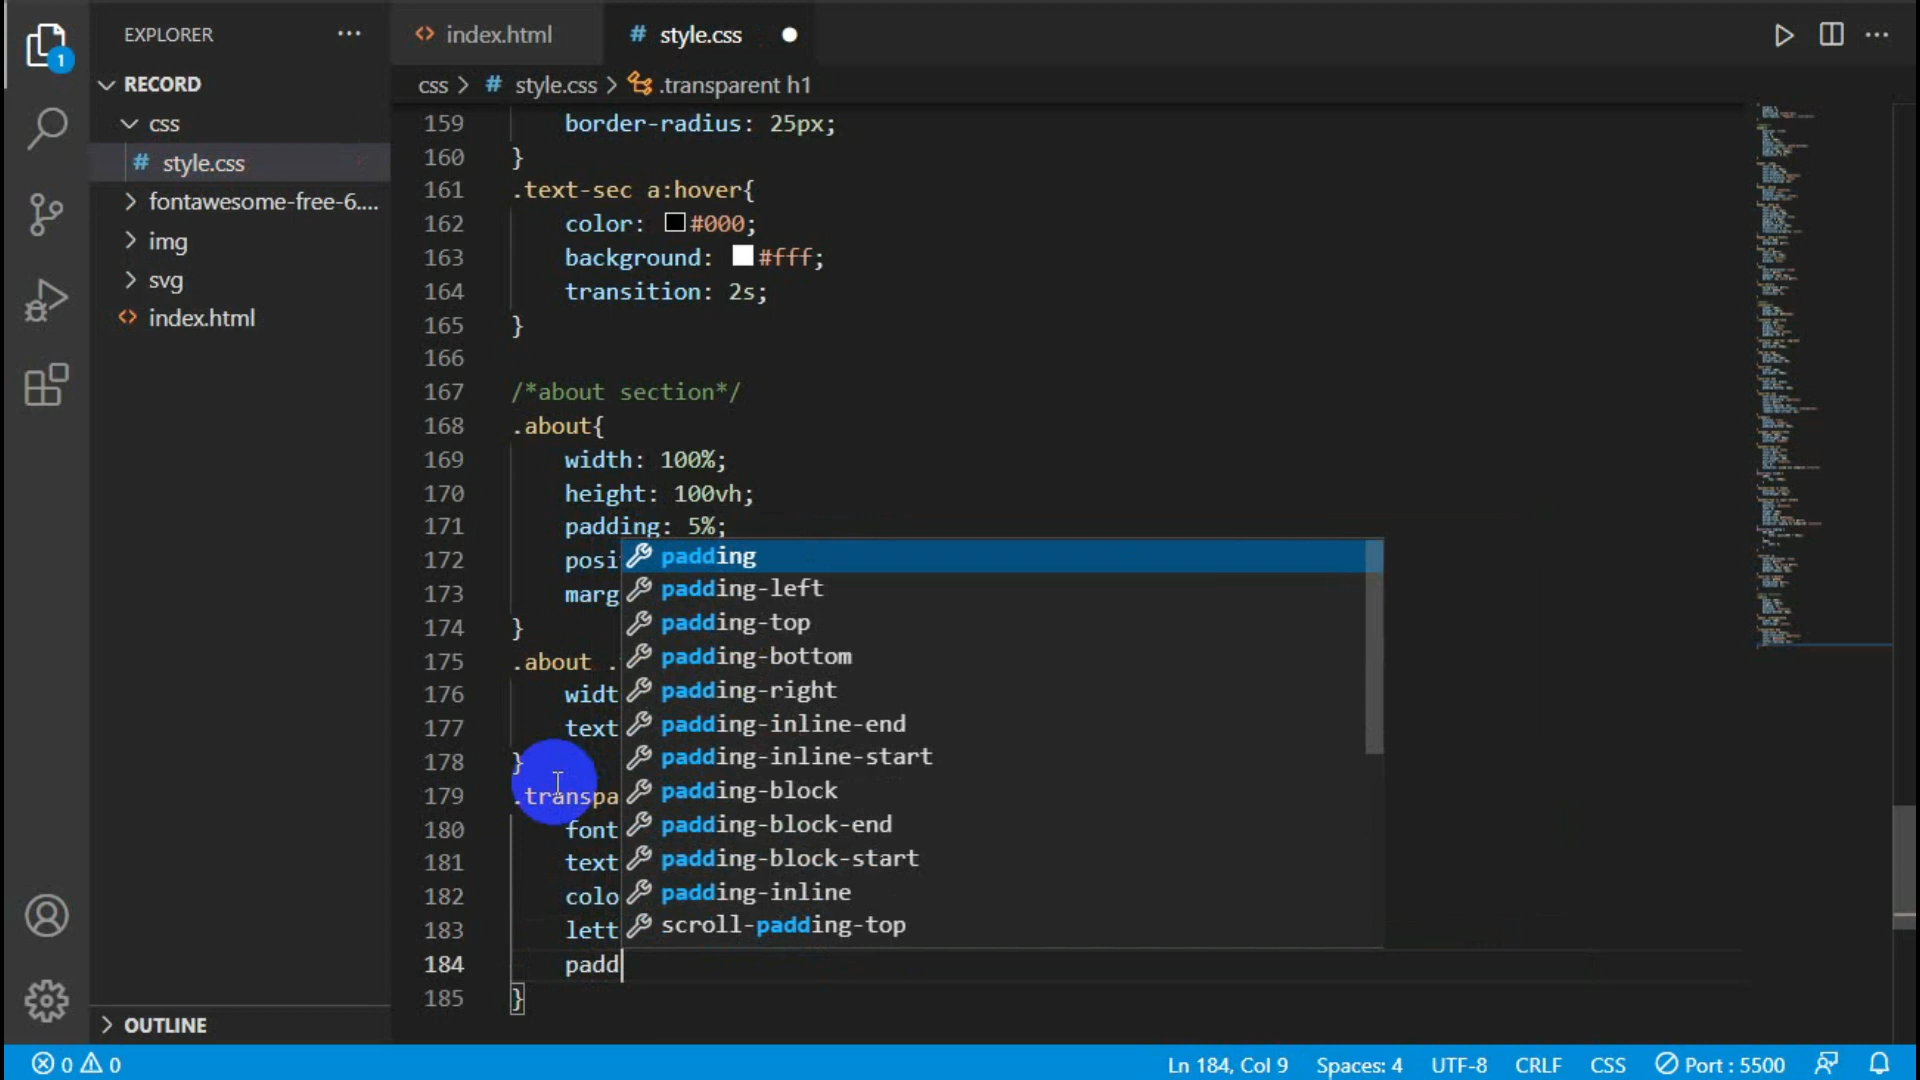 EXPLORER
index.html
# style.css
RECORD
css > # style.css > .transparent h1
1
css
# style.css
fontawesome-free-6....
img
svg
index.html
159 border-radius: 25px;
160 }
161 .text-sec a:hover{
162 color: #000;
163 background: #fff;
164 transition: 2s;
165 }
166
167 /*about section*/
168 .about{
169 width: 100%;
170 height: 100vh;
171 padding: 5%;
172 posi
173 marg
174 }
175 .about .
176 widt
177 text
178 }
179 .transpa
180 font
181 text
182 colo
183 lett
184 padd
185 }
padding
padding-left
padding-top
padding-bottom
padding-right
padding-inline-end
padding-inline-start
padding-block
padding-block-end
padding-block-start
padding-inline
scroll-padding-top
OUTLINE
0 0
Ln 184, Col 9 Spaces: 4 UTF-8 CRLF CSS Port : 5500